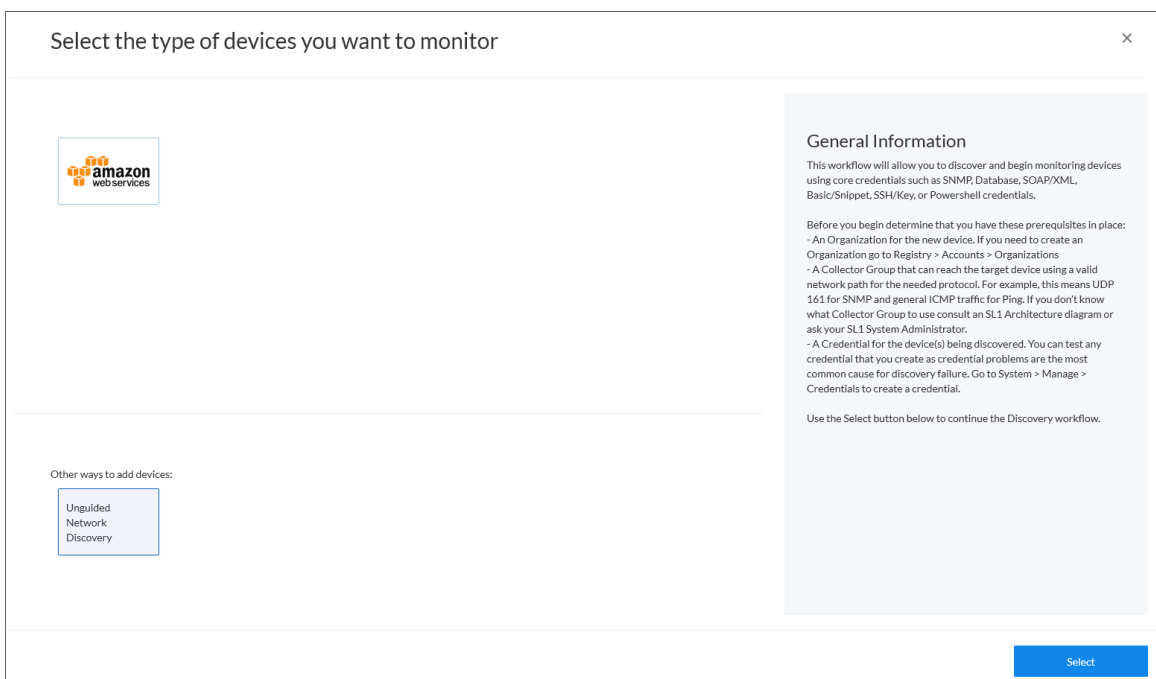 Select the type of devices you want to monitor
×
amazon
webservices
General Information
This workflow will allow you to discover and begin monitoring devices
using core credentials such as SNMP, Database, SOAP/XML,
Basic/Snippet, SSH/Key, or Powershell credentials.
Before you begin determine that you have these prerequisites in place:
- An Organization for the new device. If you need to create an
Organization go to Registry > Accounts > Organizations
- A Collector Group that can reach the target device using a valid
network path for the needed protocol. For example, this means UDP
161 for SNMP and general ICMP traffic for Ping. If you don't know
what Collector Group to use consult an SL1 Architecture diagram or
ask your SL1 System Administrator.
- A Credential for the device(s) being discovered. You can test any
credential that you create as credential problems are the most
common cause for discovery failure. Go to System > Manage >
Credentials to create a credential.
Use the Select button below to continue the Discovery workflow.
Other ways to add devices:
Unguided
Network
Discovery
Select